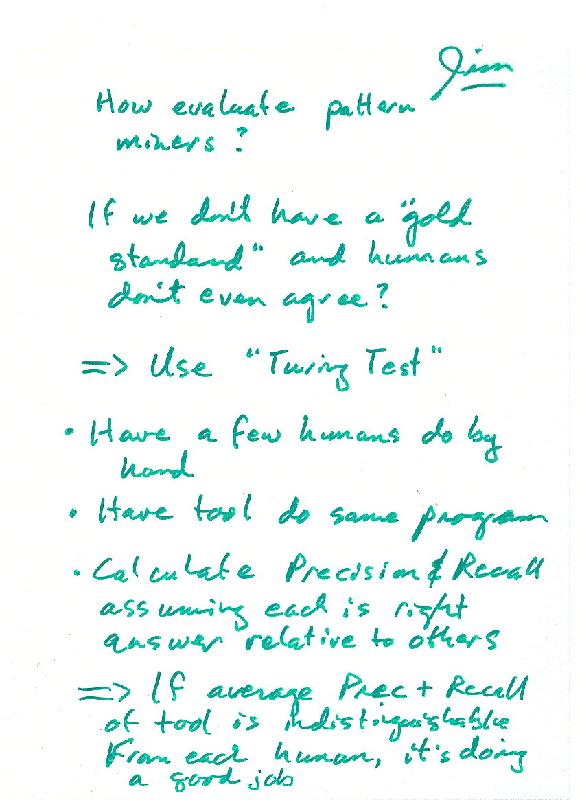 Jim
How evaluate pattern
miners?
If we don't have a "gold
standard" and humans
don't even agree?
=> Use "Turing Test"
• Have a few humans do by
hand
• Have tool do same program
• Calculate Precision & Recall
assuming each is right
answer relative to others
=> If average Prec + Recall
of tool is indistinguishable
from each human, it's doing
a good job